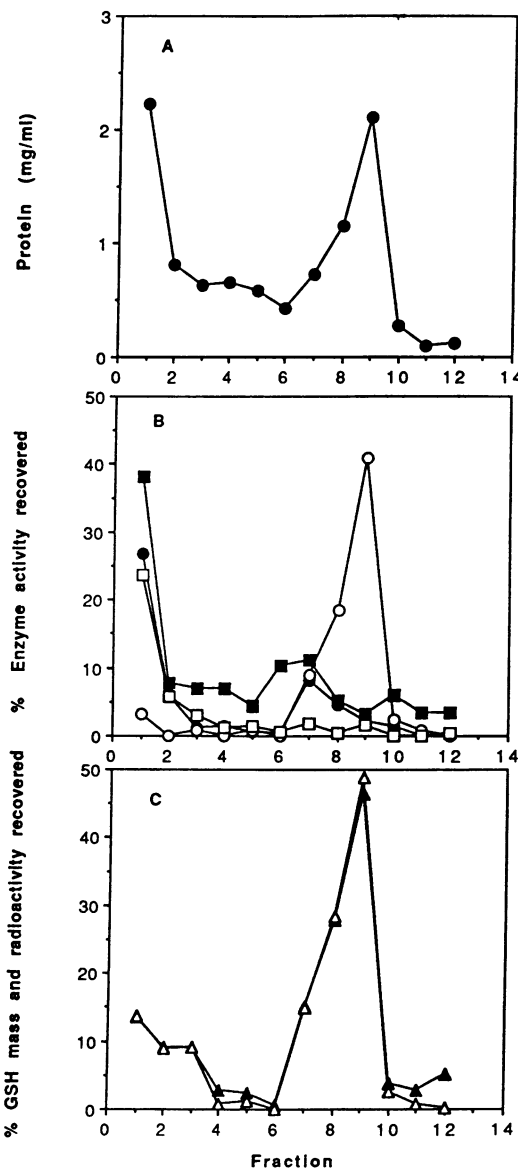 3
A
2
Protein (mg/ml)
1
0
0 2 4 6 8 10 12 14
50
B
40
30
% Enzyme activity recovered
20
10
0
0 2 4 6 8 10 12 14
50
C
40
30
% GSH mass and radioactivity recovered
20
10
0
0 2 4 6 8 10 12 14
Fraction